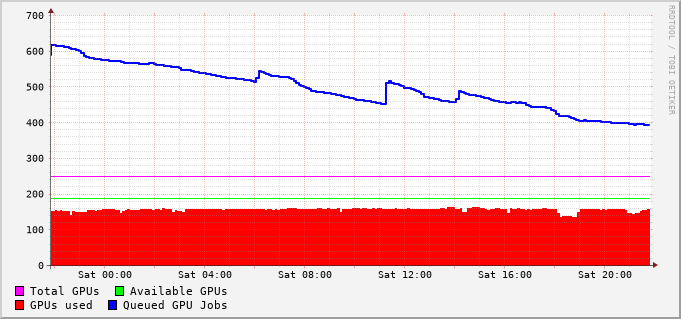 700
600
500
400
300
200
100
0
Sat 00:00 Sat 04:00 Sat 08:00 Sat 12:00 Sat 16:00 Sat 20:00
Total GPUs Available GPUs
GPUs used Queued GPU Jobs
RRDTOOL / TOBI OETIKER